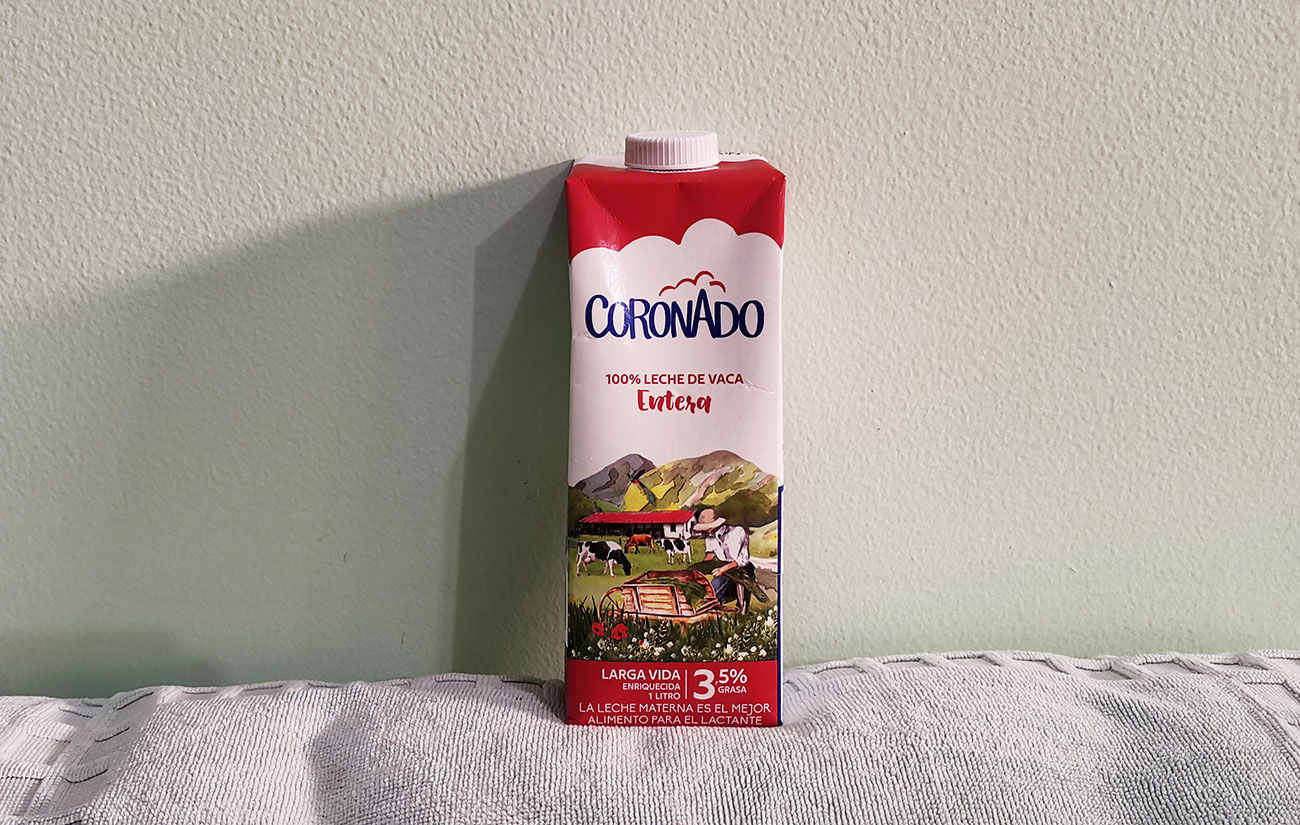 CORONADO
100% LECHE DE VACA
Entera
LARGA VIDA
ENRIQUECIDA
1 LITRO
3,5%
GRASA
LA LECHE MATERNA ES EL MEJOR
ALIMENTO PARA EL LACTANTE